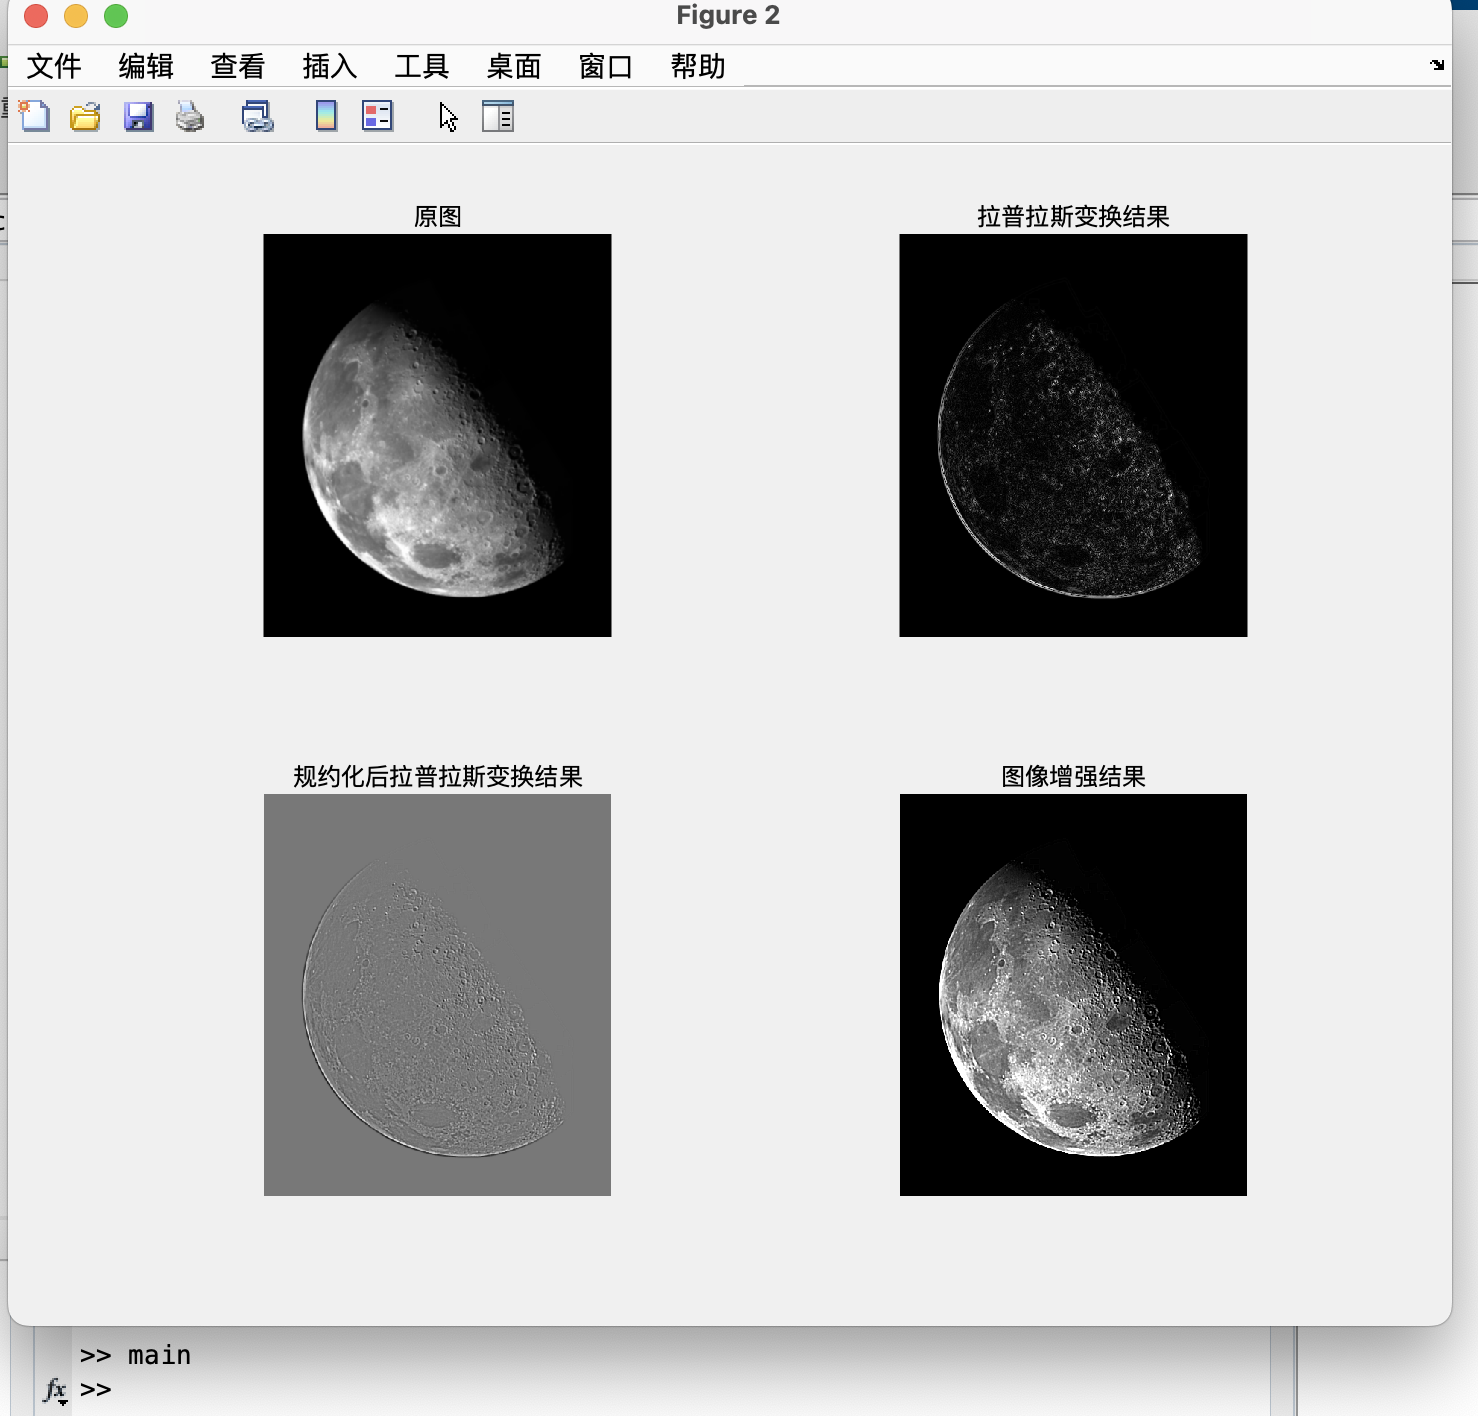 Figure 2
文件 编辑 查看 插入 工具 桌面 窗口 帮助
原图
拉普拉斯变换结果
规约化后拉普拉斯变换结果
图像增强结果
>> main
fx >>